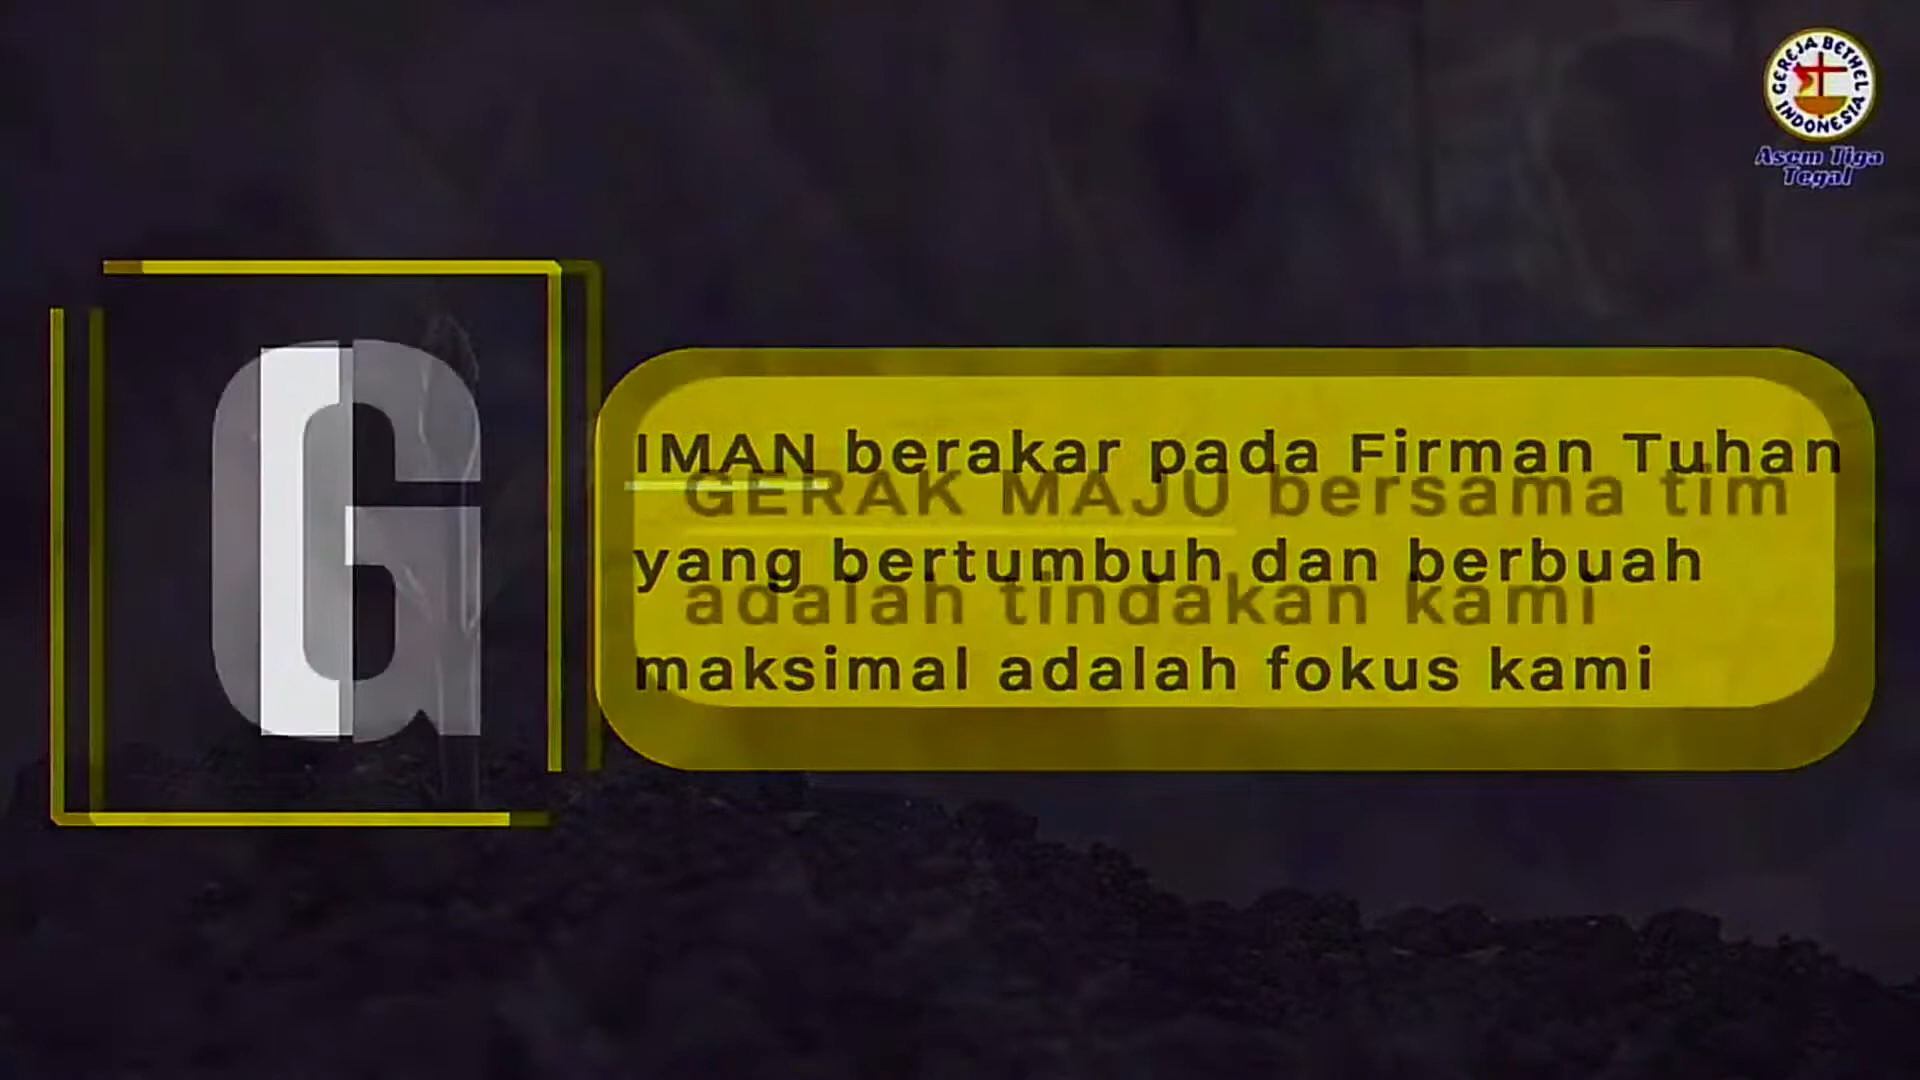 GEREJA BETHEL INDONESIA
Asem Tiga
Tegal
G
I
IMAN berakar pada Firman Tuhan
yang bertumbuh dan berbuah
maksimal adalah fokus kami
GERAK MAJU bersama tim
adalah tindakan kami